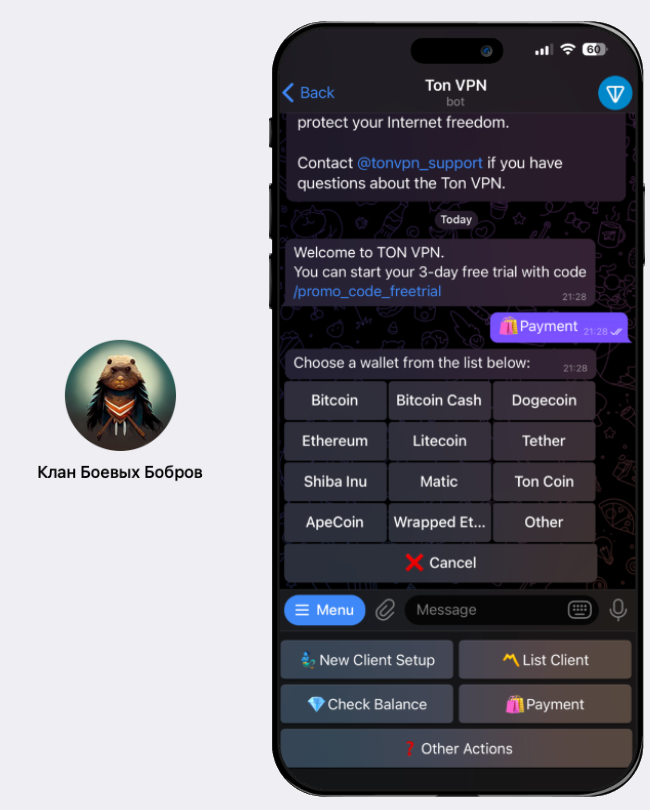 60
Back
Ton VPN
bot
protect your Internet freedom.
Contact @tonvpn_support if you have
questions about the Ton VPN.
Today
Welcome to TON VPN.
You can start your 3-day free trial with code
/promo_code_freetrial
21:28
Payment 21:28
Choose a wallet from the list below:
21:28
Bitcoin
Bitcoin Cash
Dogecoin
Ethereum
Litecoin
Tether
Shiba Inu
Matic
Ton Coin
ApeCoin
Wrapped Et...
Other
❌ Cancel
Menu
Message
New Client Setup
List Client
Check Balance
Payment
❓ Other Actions
Клан Боевых Бобров